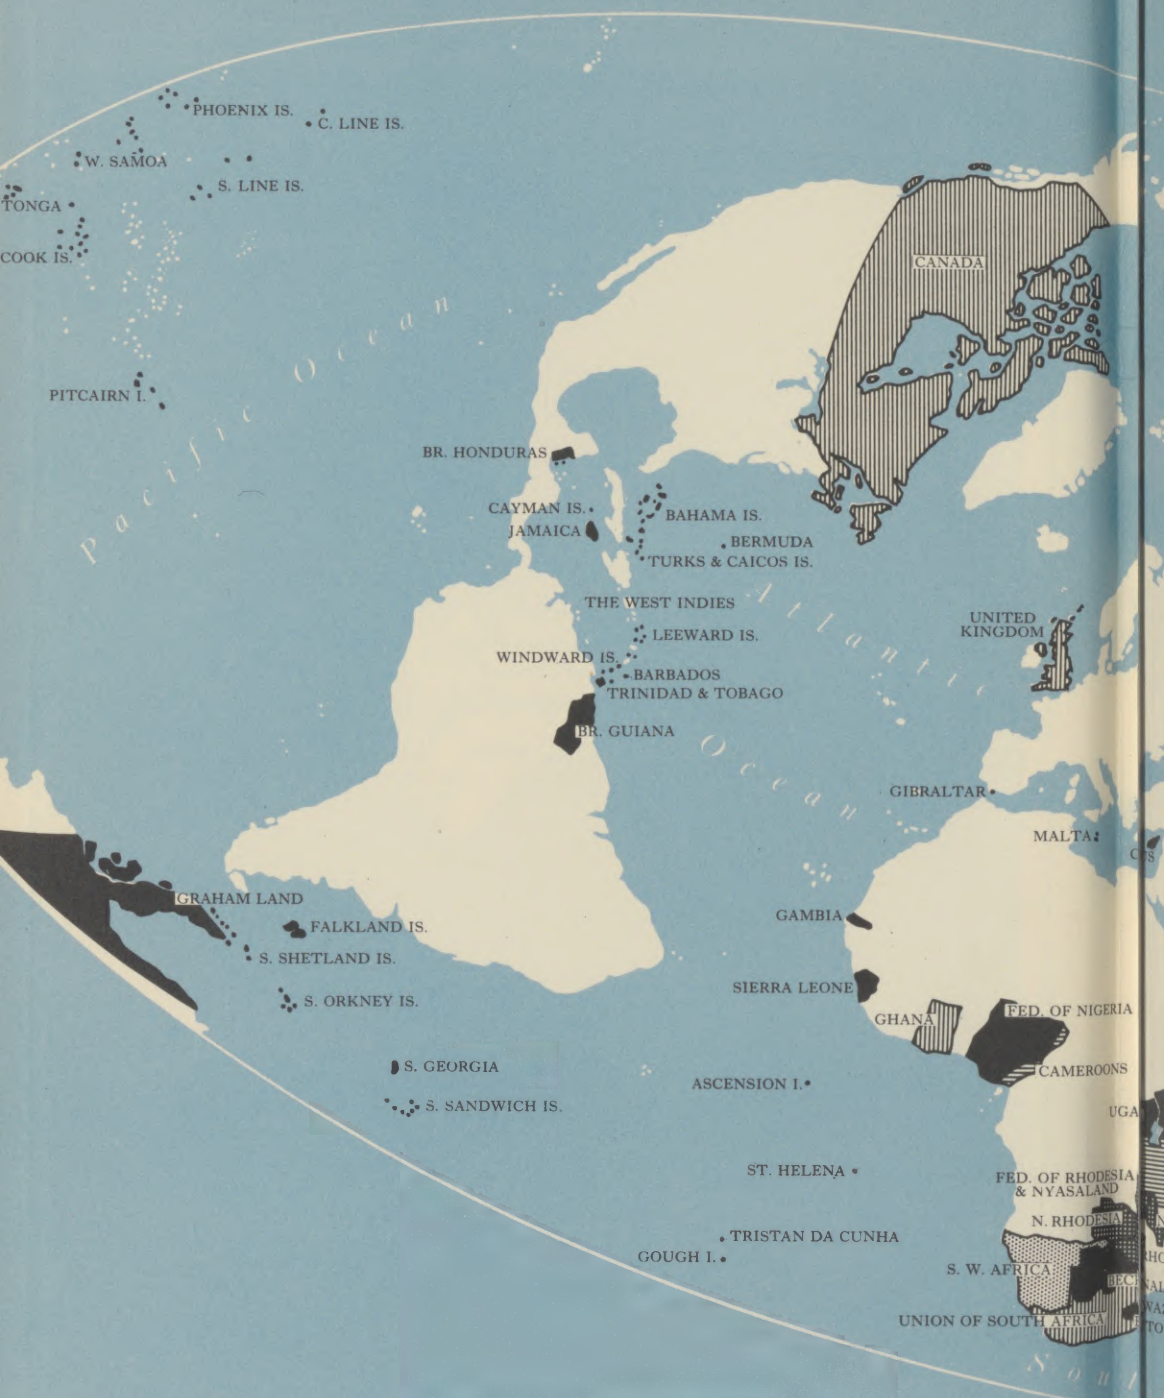 PHOENIX IS.
C. LINE IS.
W. SAMOA
S. LINE IS.
TONGA
COOK IS.
CANADA
Pacific Ocean
PITCAIRN I.
BR. HONDURAS
CAYMAN IS.
BAHAMA IS.
JAMAICA
BERMUDA
TURKS & CAICOS IS.
THE WEST INDIES
Atlantic
UNITED
KINGDOM
LEEWARD IS.
WINDWARD IS.
BARBADOS
TRINIDAD & TOBAGO
BR. GUIANA
Ocean
GIBRALTAR
MALTA
GRAHAM LAND
FALKLAND IS.
GAMBIA
S. SHETLAND IS.
SIERRA LEONE
S. ORKNEY IS.
GHANA
FED. OF NIGERIA
S. GEORGIA
CAMEROONS
ASCENSION I.
S. SANDWICH IS.
UGA
ST. HELENA
FED. OF RHODESIA
& NYASALAND
N. RHODESIA
TRISTAN DA CUNHA
GOUGH I.
S. W. AFRICA
BECH
UNION OF SOUTH AFRICA
Sout